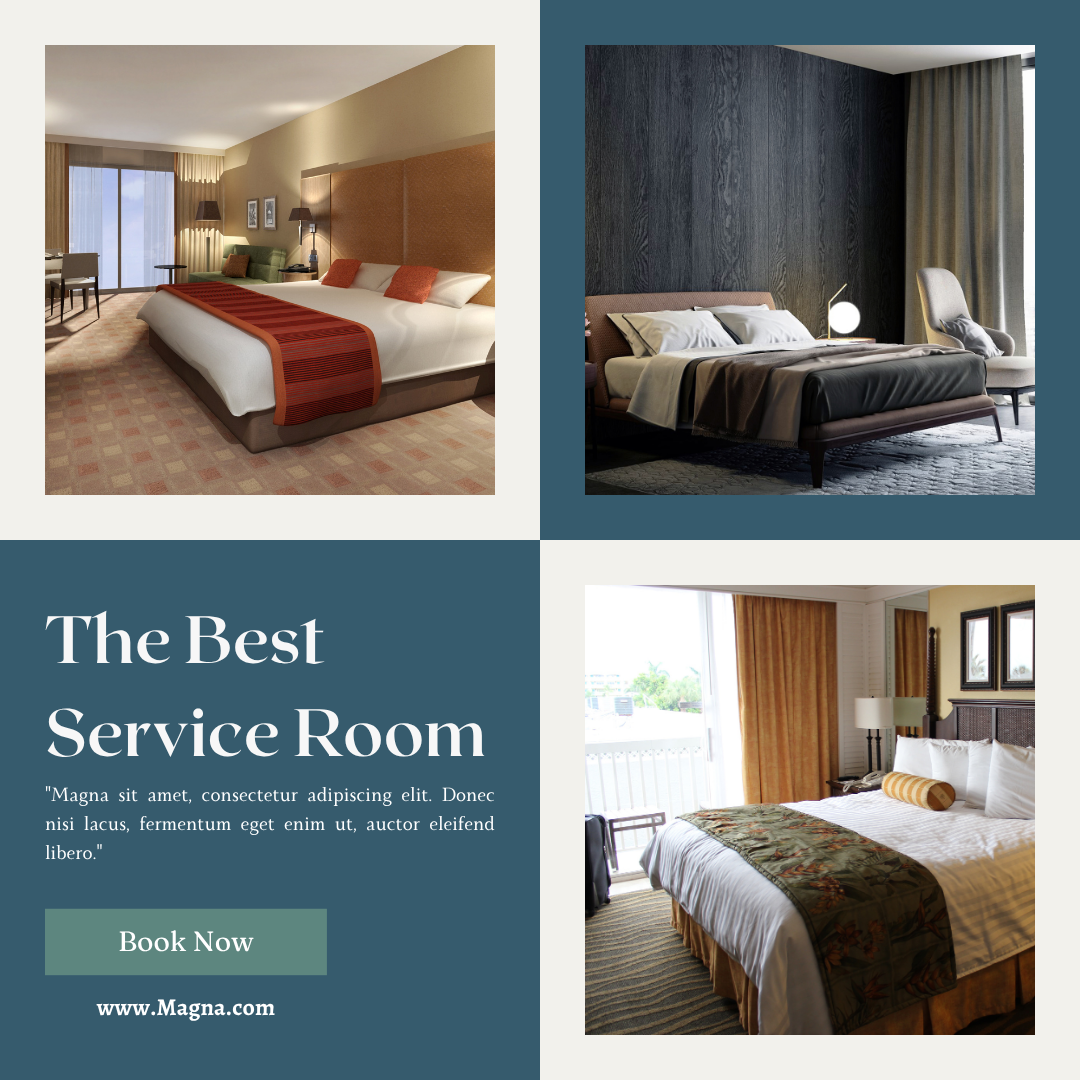 The Best
Service Room
"Magna sit amet, consectetur adipiscing elit. Donec
nisi lacus, fermentum eget enim ut, auctor eleifend
libero."
Book Now
www.Magna.com